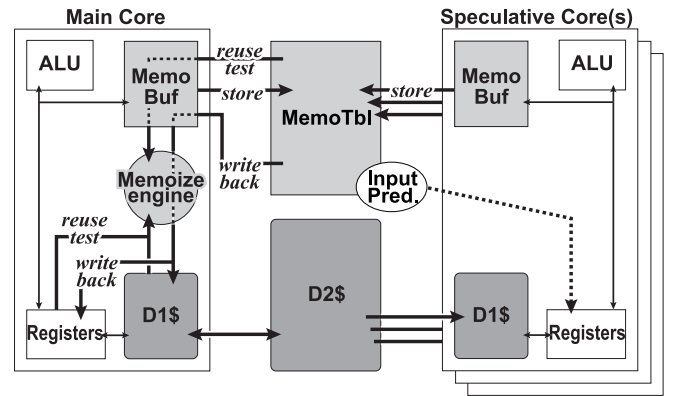 Main Core
Speculative Core(s)
ALU
Memo
Buf
reuse
test
store
MemoTbl
store
Memo
Buf
ALU
write
back
Input
Pred.
Memoize
engine
reuse
test
write
back
Registers
D1$
D2$
D1$
Registers